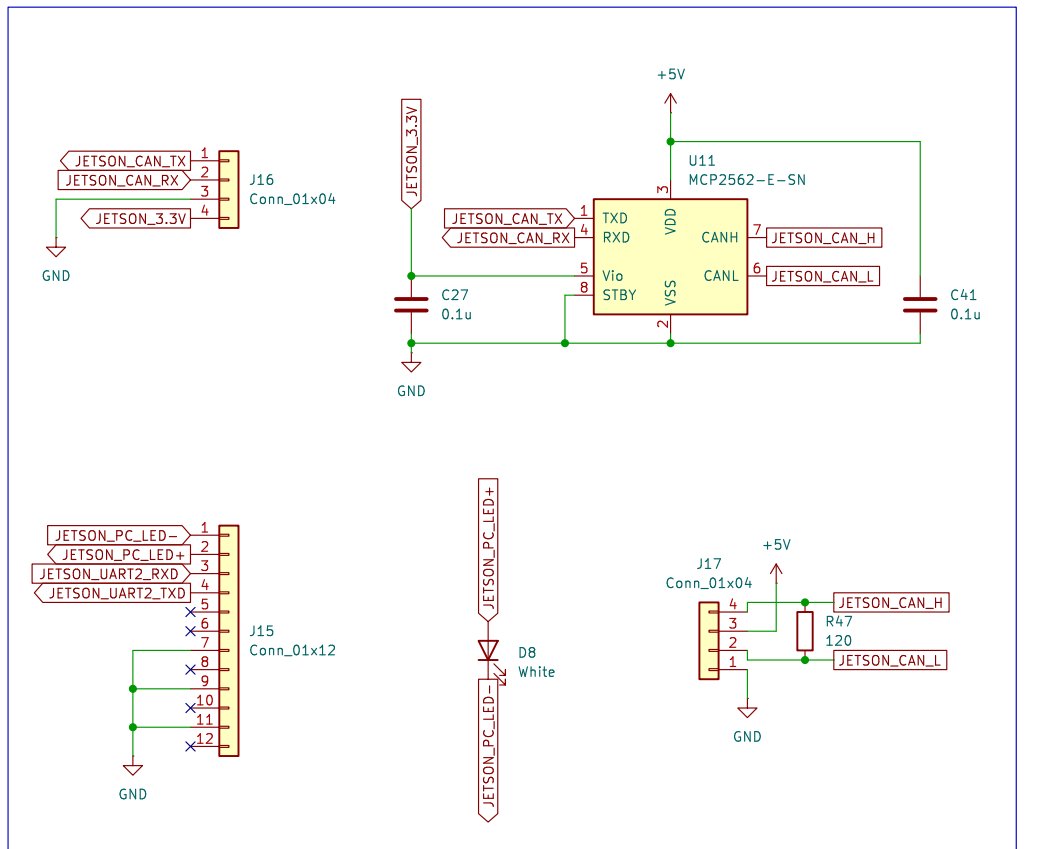 +5V
JETSON_3.3V
U11
MCP2562-E-SN
JETSON_CAN_TX 1
JETSON_CAN_RX 2
3
JETSON_3.3V 4
J16
Conn_01x04
GND
JETSON_CAN_TX 1 TXD
JETSON_CAN_RX 4 RXD
5 Vio
8 STBY
3 VDD
2 VSS
CANH 7 JETSON_CAN_H
CANL 6 JETSON_CAN_L
C27
0.1u
C41
0.1u
GND
JETSON_PC_LED- 1
JETSON_PC_LED+ 2
JETSON_UART2_RXD 3
JETSON_UART2_TXD 4
5
6
7
8
9
10
11
12
J15
Conn_01x12
GND
JETSON_PC_LED+
D8
White
JETSON_PC_LED-
+5V
J17
Conn_01x04
4
3
2
1
JETSON_CAN_H
R47
120
JETSON_CAN_L
GND